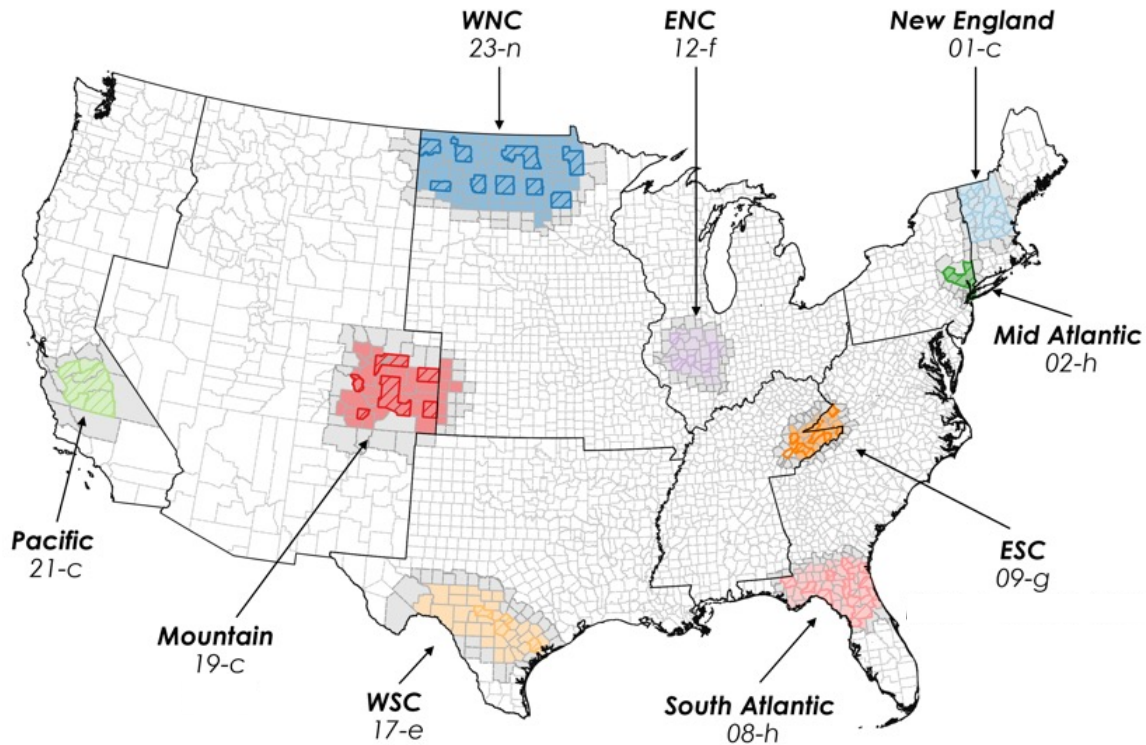 WNC
23-n
ENC
12-f
New England
01-c
Mid Atlantic
02-h
Pacific
21-c
ESC
09-g
Mountain
19-c
WSC
17-e
South Atlantic
08-h